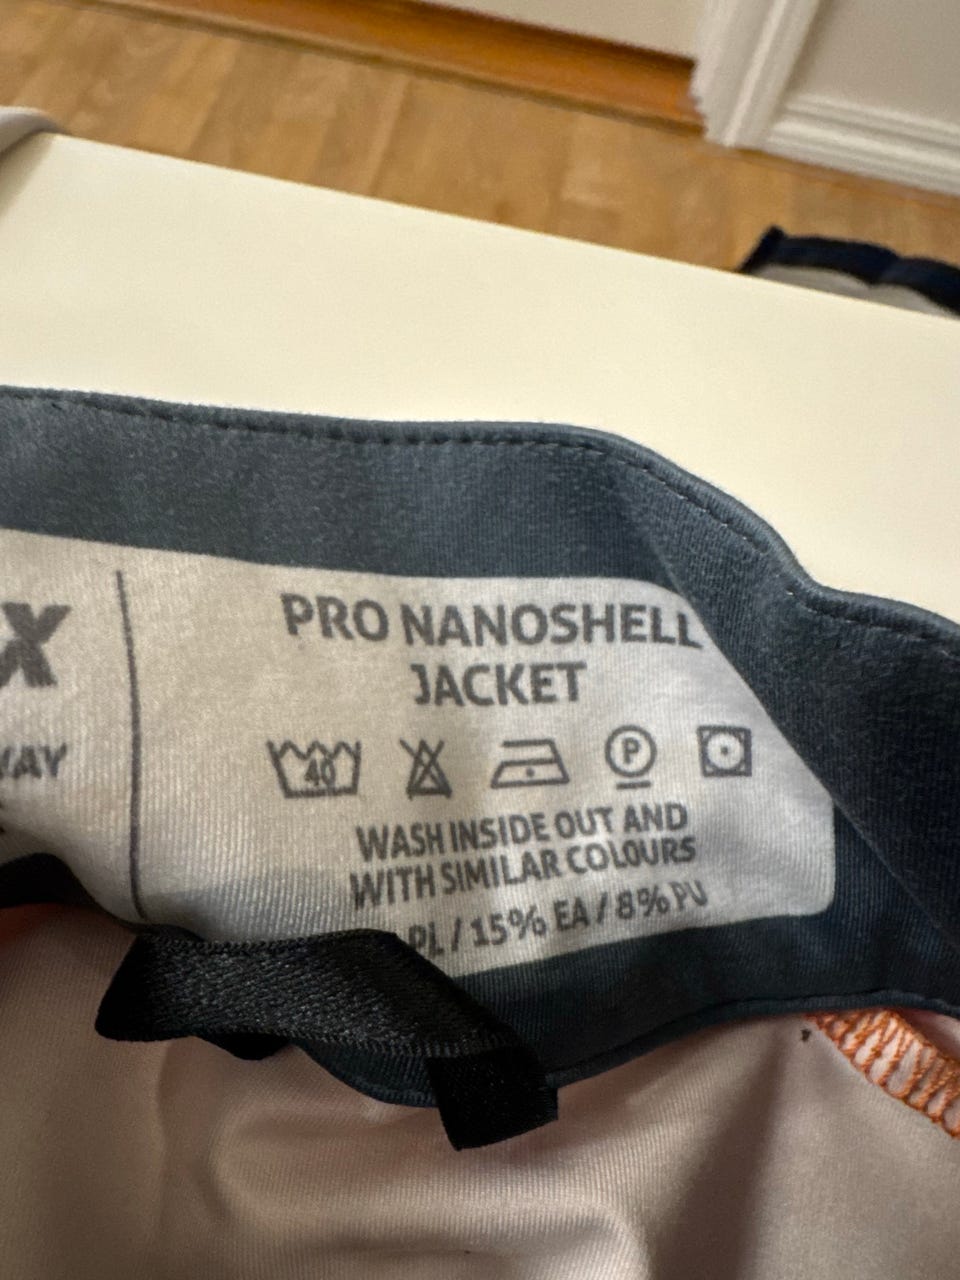 PRO NANOSHELL
JACKET
40 P
WASH INSIDE OUT AND
WITH SIMILAR COLOURS
PL / 15% EA / 8% PU